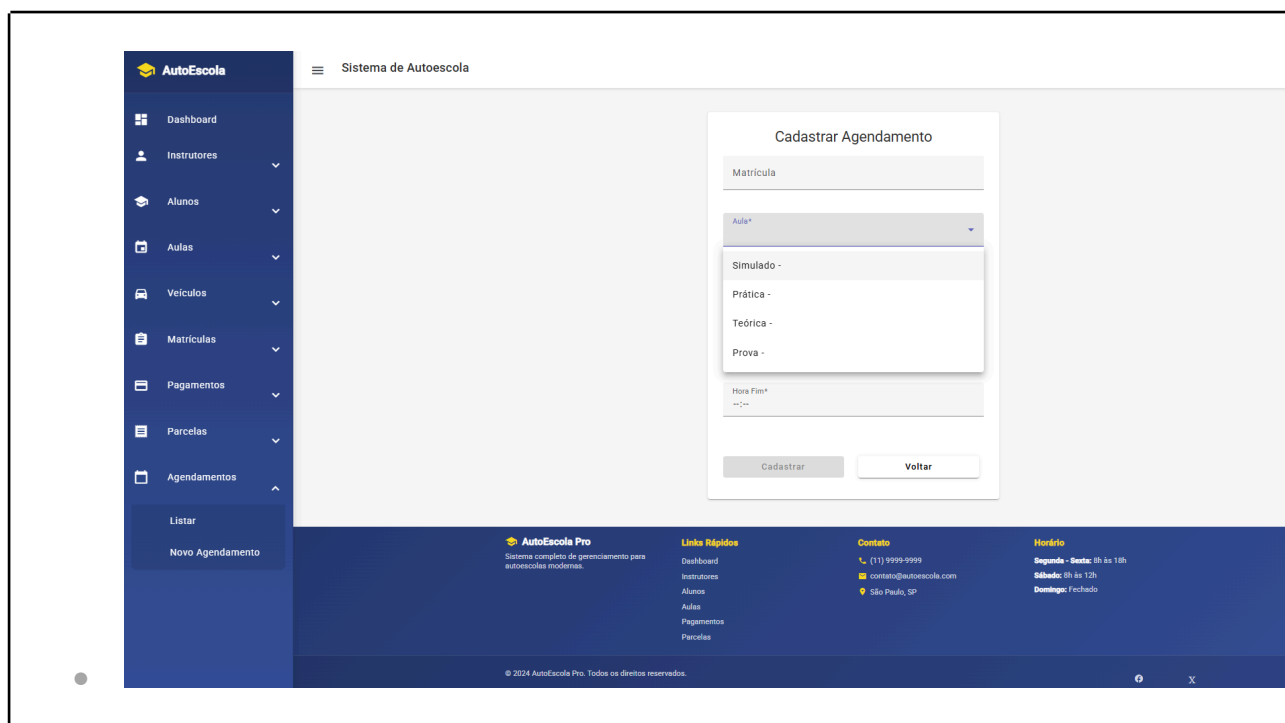 AutoEscola
Sistema de Autoescola
Dashboard
Instrutores
Alunos
Aulas
Veículos
Matrículas
Pagamentos
Parcelas
Agendamentos
Listar
Novo Agendamento
Cadastrar Agendamento
Matrícula
Aula*
Simulado -
Prática -
Teórica -
Prova -
Hora Fim*
--:--
Cadastrar
Voltar
AutoEscola Pro
Sistema completo de gerenciamento para
autoescolas modernas.
Links Rápidos
Dashboard
Instrutores
Alunos
Aulas
Pagamentos
Parcelas
Contato
(11) 9999-9999
contato@autoescola.com
São Paulo, SP
Horário
Segunda - Sexta: 8h às 18h
Sábado: 8h às 12h
Domingo: Fechado
© 2024 AutoEscola Pro. Todos os direitos reservados.
X